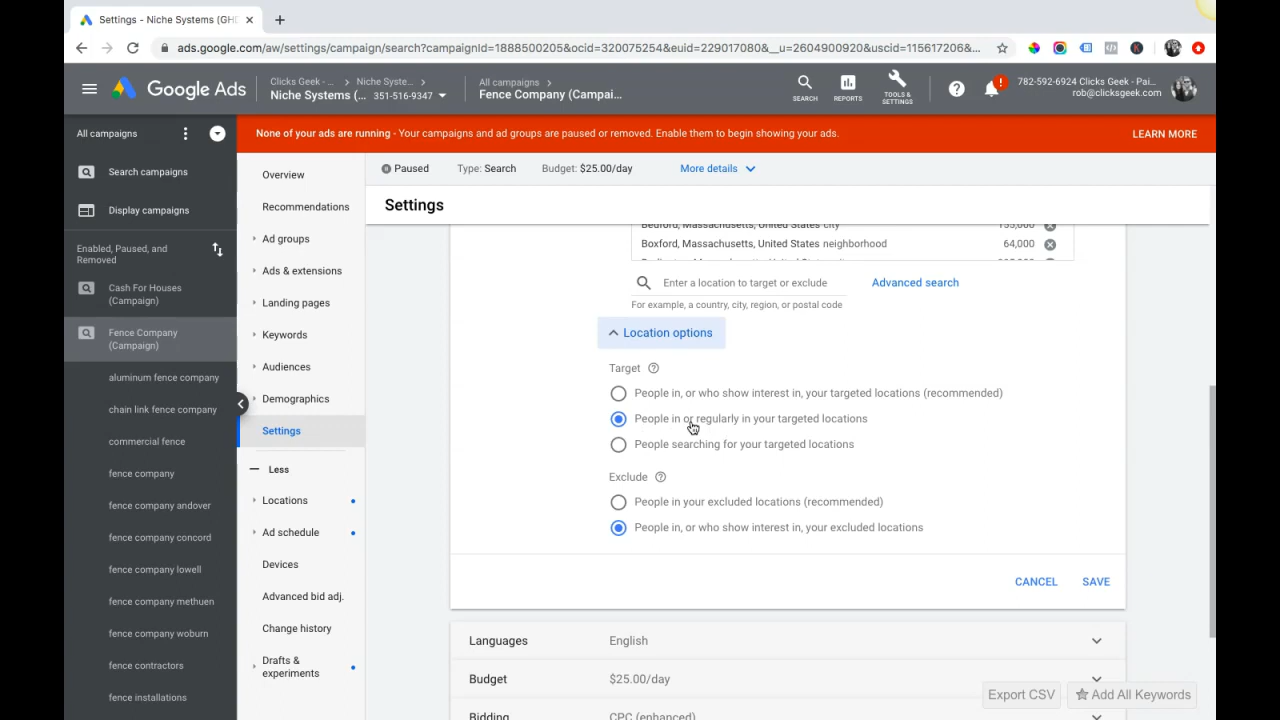 Settings - Niche Systems (GHL
ads.google.com/aw/settings/campaign/search?campaignId=1888500205&ocid=320075254&euid=229017080&__u=2604900920&uscid=115617206&...
Google Ads
Clicks Geek - ... > Niche Syste...
Niche Systems (... 351-516-9347
All campaigns >
Fence Company (Campai...
SEARCH
REPORTS
TOOLS & SETTINGS
782-592-6924 Clicks Geek - Pai...
rob@clicksgeek.com
All campaigns
None of your ads are running - Your campaigns and ad groups are paused or removed. Enable them to begin showing your ads.
LEARN MORE
Search campaigns
Display campaigns
Enabled, Paused, and
Removed
Cash For Houses
(Campaign)
Fence Company
(Campaign)
aluminum fence company
chain link fence company
commercial fence
fence company
fence company andover
fence company concord
fence company lowell
fence company methuen
fence company woburn
fence contractors
fence installations
Overview
Recommendations
Ad groups
Ads & extensions
Landing pages
Keywords
Audiences
Demographics
Settings
Less
Locations
Ad schedule
Devices
Advanced bid adj.
Change history
Drafts &
experiments
Paused Type: Search Budget: $25.00/day More details
Settings
Bedford, Massachusetts, United States city 155,000
Boxford, Massachusetts, United States neighborhood 64,000
Enter a location to target or exclude
Advanced search
For example, a country, city, region, or postal code
Location options
Target
People in, or who show interest in, your targeted locations (recommended)
People in or regularly in your targeted locations
People searching for your targeted locations
Exclude
People in your excluded locations (recommended)
People in, or who show interest in, your excluded locations
CANCEL SAVE
Languages English
Budget $25.00/day
Export CSV Add All Keywords
Bidding CPC (enhanced)